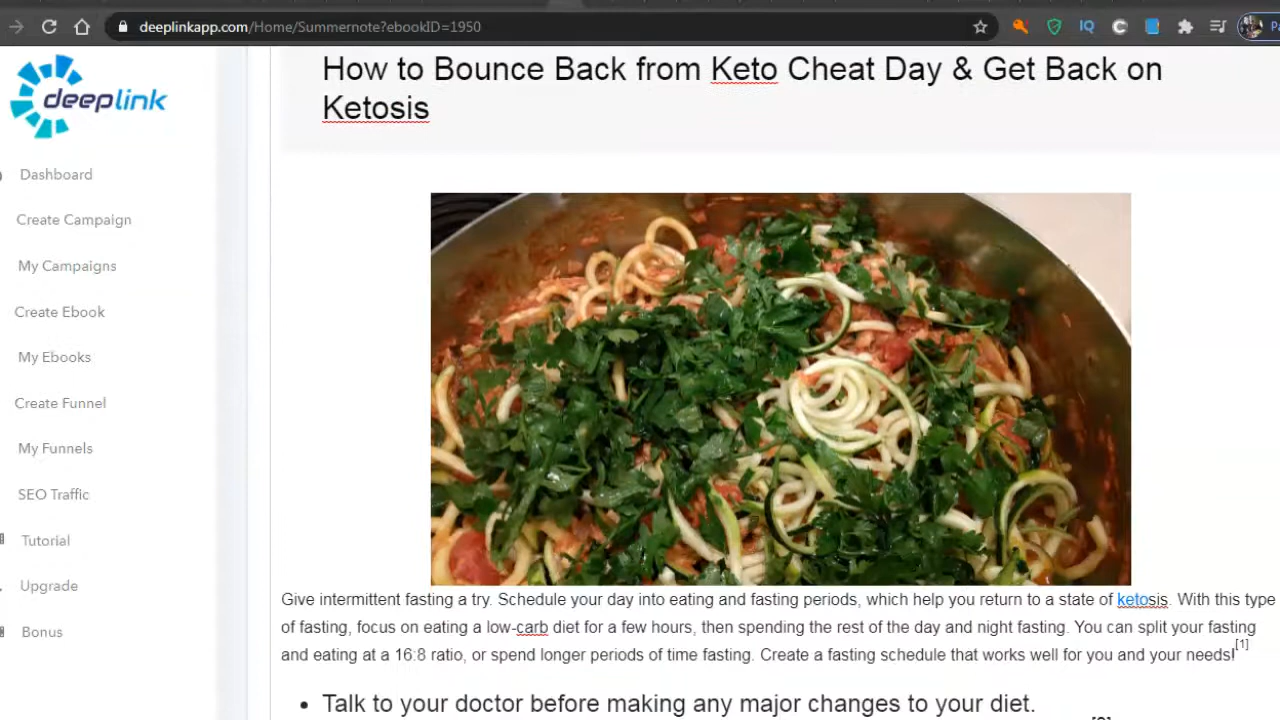 deeplinkapp.com/Home/Summernote?ebookID=1950
IQ
deeplink
Dashboard
Create Campaign
My Campaigns
Create Ebook
My Ebooks
Create Funnel
My Funnels
SEO Traffic
Tutorial
Upgrade
Bonus
How to Bounce Back from Keto Cheat Day & Get Back on
Ketosis
Give intermittent fasting a try. Schedule your day into eating and fasting periods, which help you return to a state of ketosis. With this type
of fasting, focus on eating a low-carb diet for a few hours, then spending the rest of the day and night fasting. You can split your fasting
and eating at a 16:8 ratio, or spend longer periods of time fasting. Create a fasting schedule that works well for you and your needs![1]
• Talk to your doctor before making any major changes to your diet.